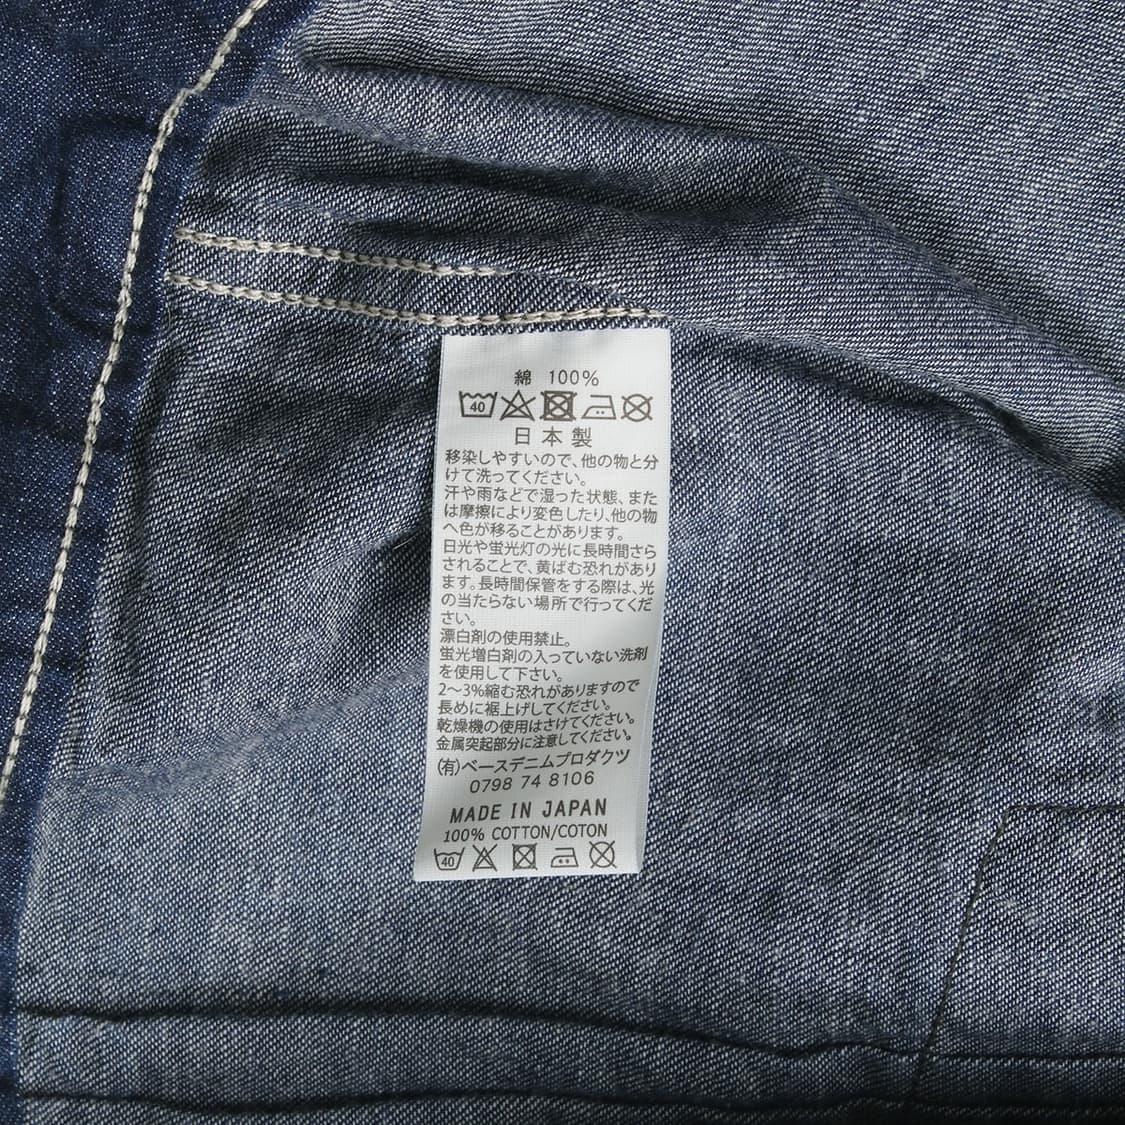 綿 100%
40
日本製
移染しやすいので、他の物と分
けて洗ってください。
汗や雨などで湿った状態、また
は摩擦により変色したり、他の物
へ色が移ることがあります。
日光や蛍光灯の光に長時間さら
されることで、黄ばむ恐れがあり
ます。長時間保管をする際は、光
の当たらない場所で行ってくだ
さい。
漂白剤の使用禁止。
蛍光増白剤の入っていない洗剤
を使用して下さい。
2〜3%縮む恐れがありますので
長めに裾上げしてください。
乾燥機の使用はさけてください。
金属突起部分に注意してください。
(有)ベースデニムプロダクツ
0798 74 8106
MADE IN JAPAN
100% COTTON/COTON
40